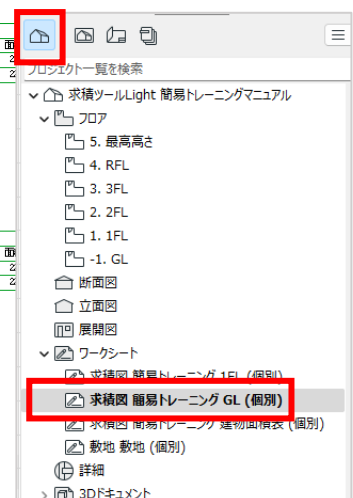 面
2
22
プロジェクト一覧を検索
求積ツールLight 簡易トレーニングマニュアル
フロア
5. 最高高さ
4. RFL
3. 3FL
2. 2FL
1. 1FL
-1. GL
断面図
立面図
展開図
ワークシート
求積図 簡易トレーニング 1FL (個別)
求積図 簡易トレーニング GL (個別)
求積図 簡易トレーニング 建物面積表 (個別)
敷地 敷地 (個別)
詳細
3Dドキュメント
面
22
2